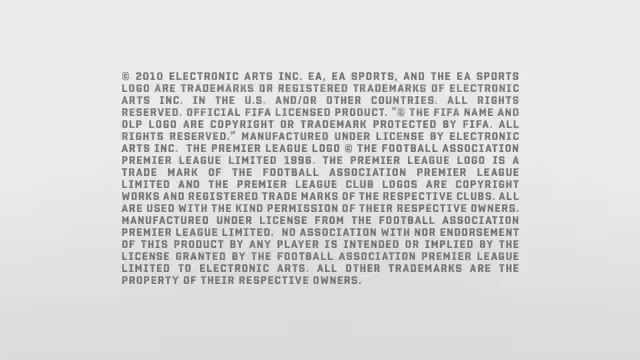 © 2010 ELECTRONIC ARTS INC. EA, EA SPORTS, AND THE EA SPORTS
LOGO ARE TRADEMARKS OR REGISTERED TRADEMARKS OF ELECTRONIC
ARTS INC. IN THE U.S. AND/OR OTHER COUNTRIES. ALL RIGHTS
RESERVED. OFFICIAL FIFA LICENSED PRODUCT. "© THE FIFA NAME AND
OLP LOGO ARE COPYRIGHT OR TRADEMARK PROTECTED BY FIFA. ALL
RIGHTS RESERVED." MANUFACTURED UNDER LICENSE BY ELECTRONIC
ARTS INC. THE PREMIER LEAGUE LOGO © THE FOOTBALL ASSOCIATION
PREMIER LEAGUE LIMITED 1996. THE PREMIER LEAGUE LOGO IS A
TRADE MARK OF THE FOOTBALL ASSOCIATION PREMIER LEAGUE
LIMITED AND THE PREMIER LEAGUE CLUB LOGOS ARE COPYRIGHT
WORKS AND REGISTERED TRADE MARKS OF THE RESPECTIVE CLUBS. ALL
ARE USED WITH THE KIND PERMISSION OF THEIR RESPECTIVE OWNERS.
MANUFACTURED UNDER LICENSE FROM THE FOOTBALL ASSOCIATION
PREMIER LEAGUE LIMITED. NO ASSOCIATION WITH NOR ENDORSEMENT
OF THIS PRODUCT BY ANY PLAYER IS INTENDED OR IMPLIED BY THE
LICENSE GRANTED BY THE FOOTBALL ASSOCIATION PREMIER LEAGUE
LIMITED TO ELECTRONIC ARTS. ALL OTHER TRADEMARKS ARE THE
PROPERTY OF THEIR RESPECTIVE OWNERS.